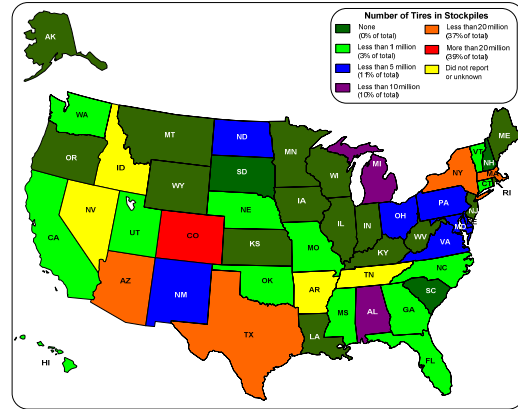 Number of Tires in Stockpiles
None
(0% of total)
Less than 1 million
(3% of total)
Less than 5 million
(11% of total)
Less than 10 million
(10% of total)
Less than 20 million
(37% of total)
More than 20 million
(39% of total)
Did not report
or unknown
AK
WA
OR
ID
MT
ND
MN
WI
MI
VT
NH
ME
NY
MA
CT
RI
SD
WY
NV
CA
UT
CO
NE
KS
IA
IL
IN
OH
PA
NJ
MD
WV
VA
KY
MO
AZ
NM
OK
AR
TN
NC
SC
TX
LA
MS
AL
GA
FL
HI